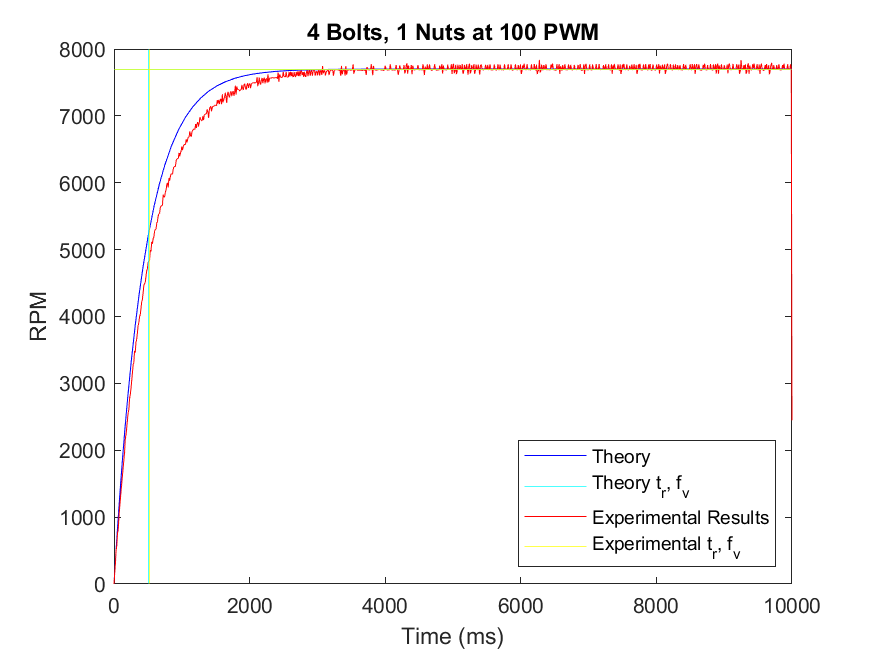 4 Bolts, 1 Nuts at 100 PWM
8000
7000
6000
5000
4000
3000
2000
1000
0
RPM
Theory
Theory t_r, f_v
Experimental Results
Experimental t_r, f_v
0 2000 4000 6000 8000 10000
Time (ms)